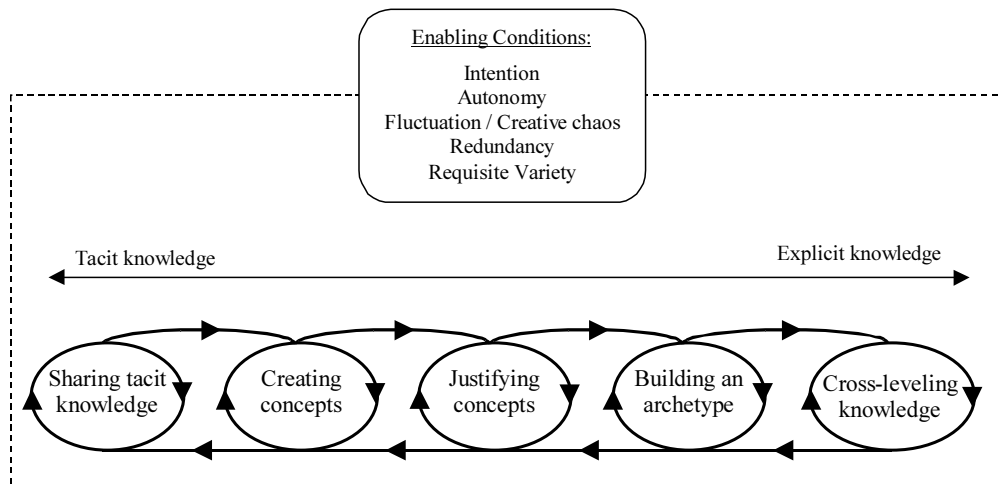 Enabling Conditions:
Intention
Autonomy
Fluctuation / Creative chaos
Redundancy
Requisite Variety
Tacit knowledge
Explicit knowledge
Sharing tacit
knowledge
Creating
concepts
Justifying
concepts
Building an
archetype
Cross-leveling
knowledge